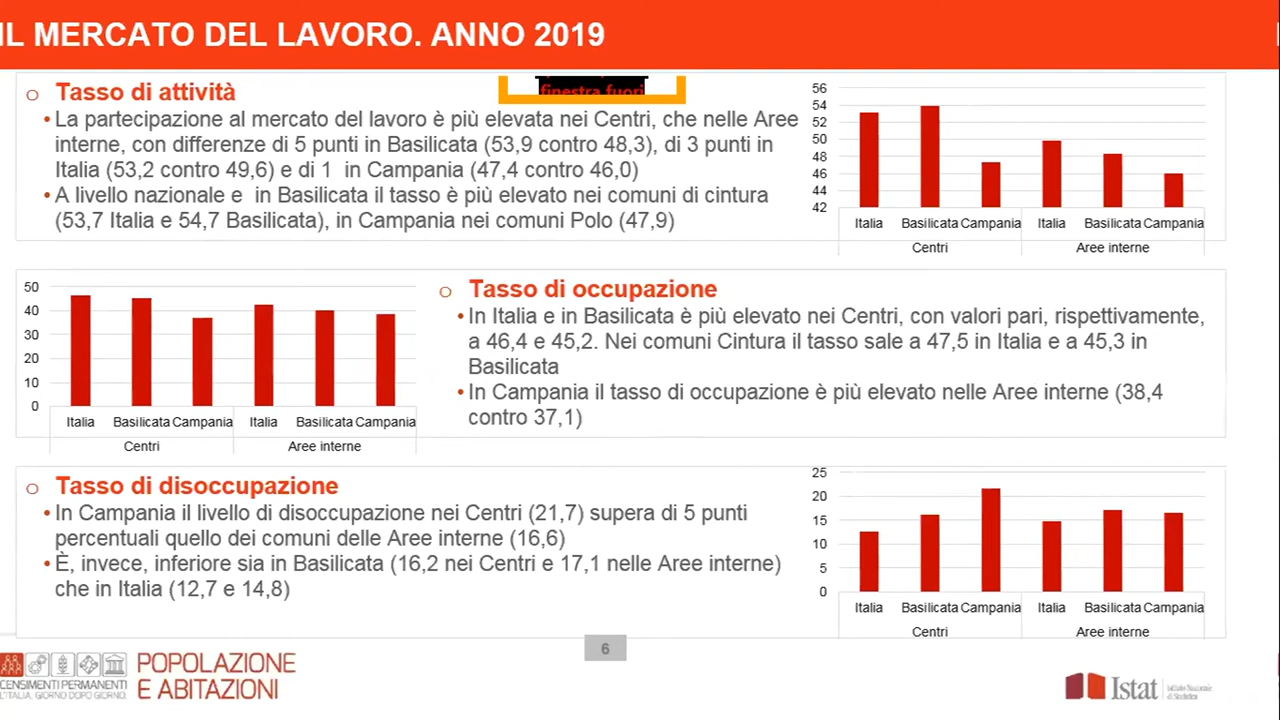 IL MERCATO DEL LAVORO. ANNO 2019
finestra fuori
o Tasso di attività
• La partecipazione al mercato del lavoro è più elevata nei Centri, che nelle Aree
interne, con differenze di 5 punti in Basilicata (53,9 contro 48,3), di 3 punti in
Italia (53,2 contro 49,6) e di 1 in Campania (47,4 contro 46,0)
• A livello nazionale e in Basilicata il tasso è più elevato nei comuni di cintura
(53,7 Italia e 54,7 Basilicata), in Campania nei comuni Polo (47,9)
56
54
52
50
48
46
44
42
Italia Basilicata Campania Italia Basilicata Campania
Centri Aree interne
50
40
30
20
10
0
Italia Basilicata Campania Italia Basilicata Campania
Centri Aree interne
o Tasso di occupazione
• In Italia e in Basilicata è più elevato nei Centri, con valori pari, rispettivamente,
a 46,4 e 45,2. Nei comuni Cintura il tasso sale a 47,5 in Italia e a 45,3 in
Basilicata
• In Campania il tasso di occupazione è più elevato nelle Aree interne (38,4
contro 37,1)
o Tasso di disoccupazione
• In Campania il livello di disoccupazione nei Centri (21,7) supera di 5 punti
percentuali quello dei comuni delle Aree interne (16,6)
• È, invece, inferiore sia in Basilicata (16,2 nei Centri e 17,1 nelle Aree interne)
che in Italia (12,7 e 14,8)
25
20
15
10
5
0
Italia Basilicata Campania Italia Basilicata Campania
Centri Aree interne
6
CENSIMENTI PERMANENTI
L'ITALIA, GIORNO DOPO GIORNO.
POPOLAZIONE
E ABITAZIONI
Istat
Istituto Nazionale
di Statistica